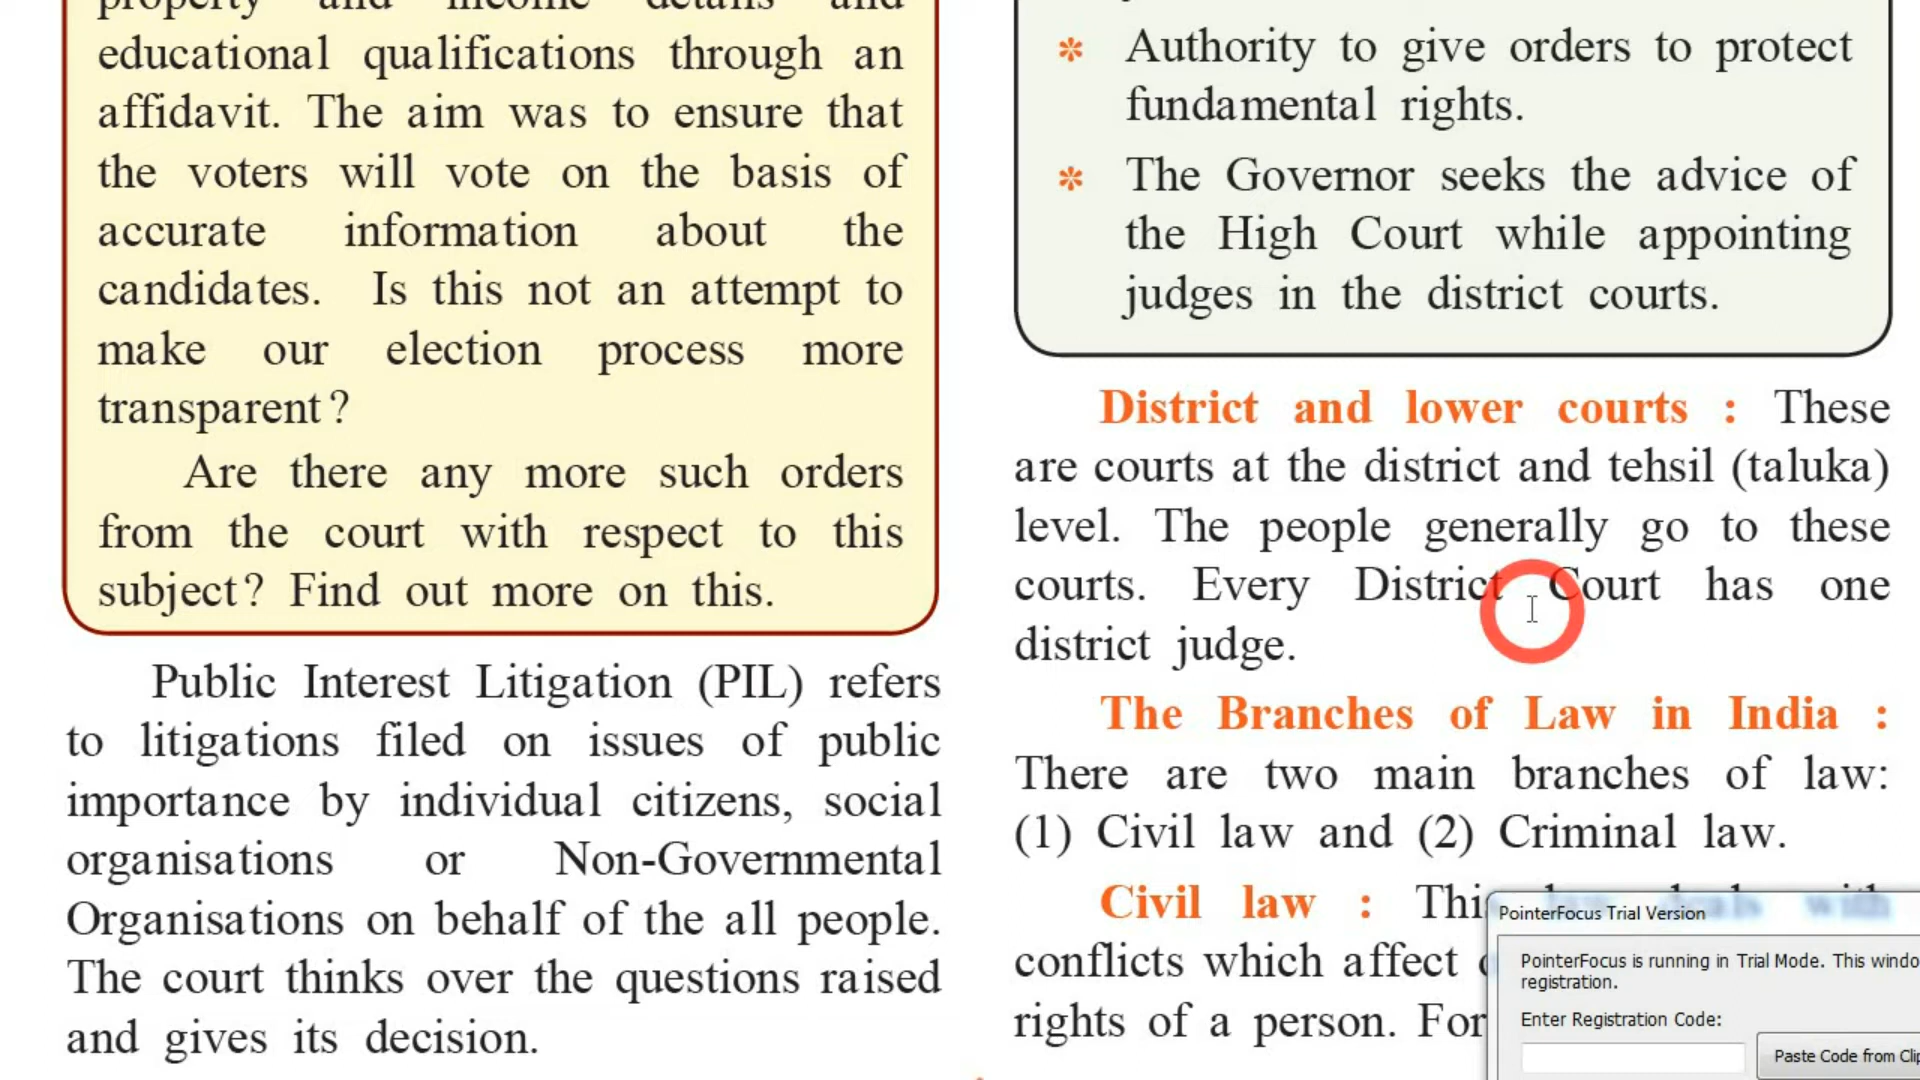 property and income details and
educational qualifications through an
affidavit. The aim was to ensure that
the voters will vote on the basis of
accurate information about the
candidates. Is this not an attempt to
make our election process more
transparent?
Are there any more such orders
from the court with respect to this
subject? Find out more on this.
Public Interest Litigation (PIL) refers
to litigations filed on issues of public
importance by individual citizens, social
organisations or Non-Governmental
Organisations on behalf of the all people.
The court thinks over the questions raised
and gives its decision.
* Authority to give orders to protect
fundamental rights.
* The Governor seeks the advice of
the High Court while appointing
judges in the district courts.
District and lower courts : These
are courts at the district and tehsil (taluka)
level. The people generally go to these
courts. Every District Court has one
district judge.
The Branches of Law in India :
There are two main branches of law:
(1) Civil law and (2) Criminal law.
Civil law : This law deals with
conflicts which affect
rights of a person. For
PointerFocus Trial Version
PointerFocus is running in Trial Mode. This
registration.
Enter Registration Code:
Paste Code from